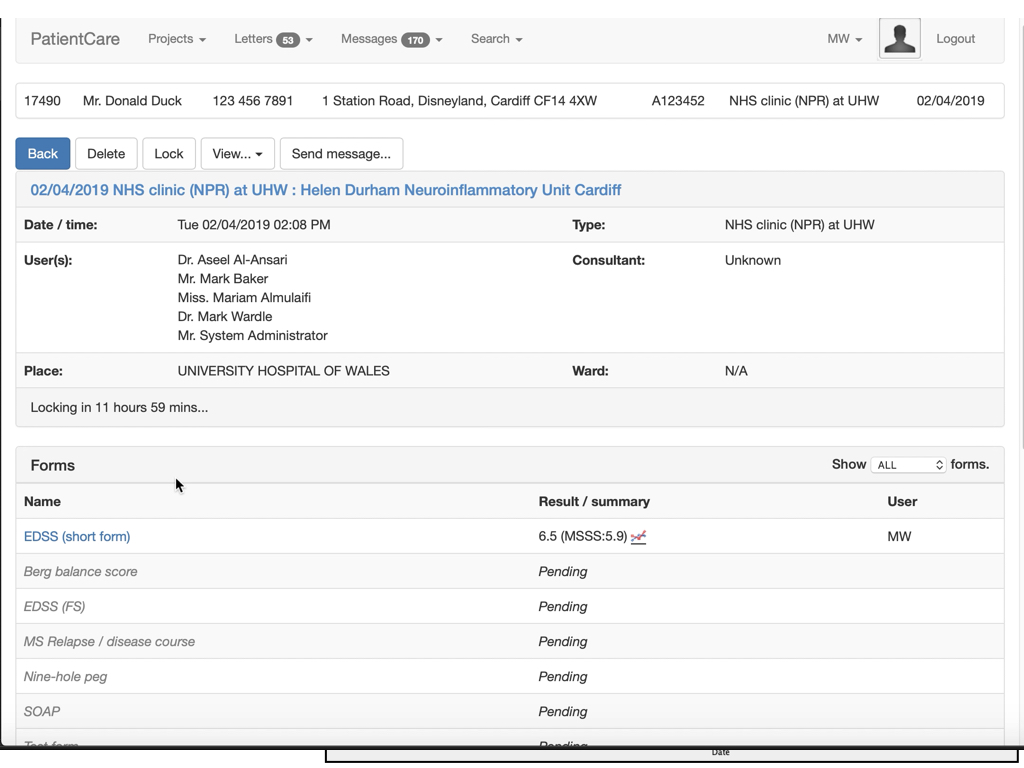 PatientCare Projects Letters 53 Messages 170 Search MW Logout
17490 Mr. Donald Duck 123 456 7891 1 Station Road, Disneyland, Cardiff CF14 4XW A123452 NHS clinic (NPR) at UHW 02/04/2019
Back Delete Lock View... Send message...
02/04/2019 NHS clinic (NPR) at UHW : Helen Durham Neuroinflammatory Unit Cardiff
Date / time: Tue 02/04/2019 02:08 PM Type: NHS clinic (NPR) at UHW
User(s): Dr. Aseel Al-Ansari Consultant: Unknown
Mr. Mark Baker
Miss. Mariam Almulaifi
Dr. Mark Wardle
Mr. System Administrator
Place: UNIVERSITY HOSPITAL OF WALES Ward: N/A
Locking in 11 hours 59 mins...
Forms Show ALL forms.
Name Result / summary User
EDSS (short form) 6.5 (MSSS:5.9) MW
Berg balance score Pending
EDSS (FS) Pending
MS Relapse / disease course Pending
Nine-hole peg Pending
SOAP Pending
Test form Pending
Date